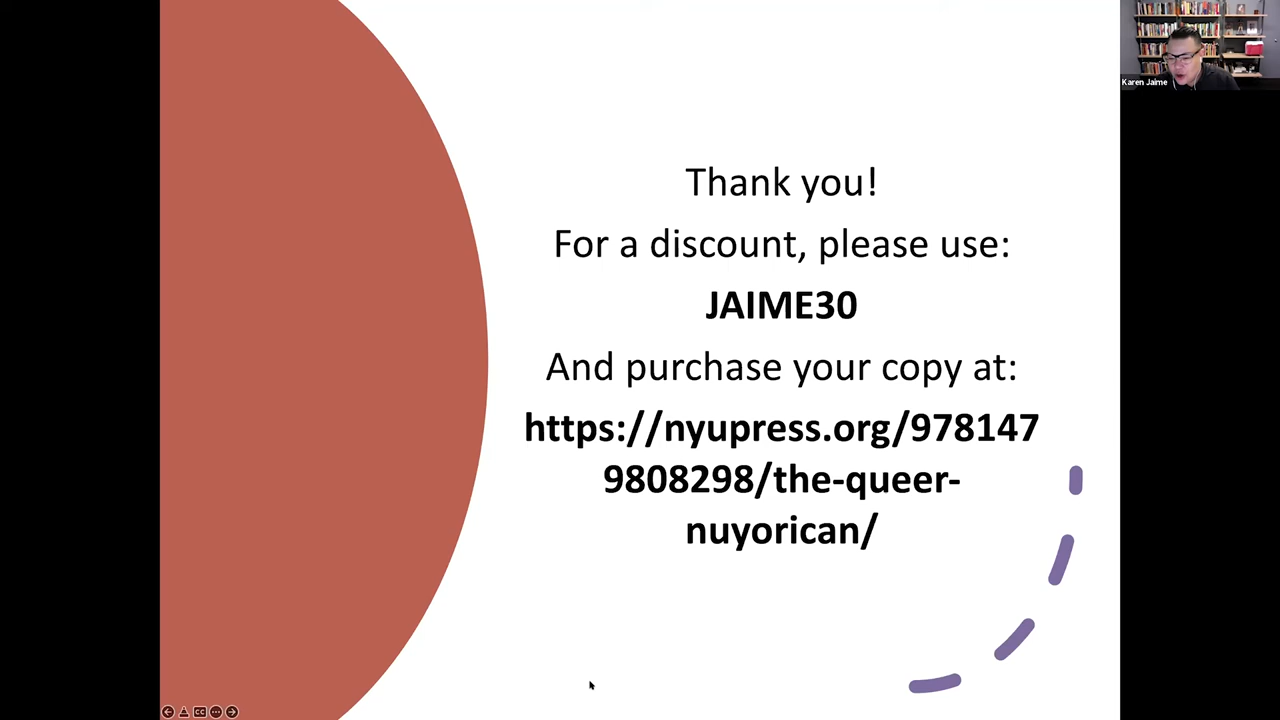 Karen Jaime
Thank you!
For a discount, please use:
JAIME30
And purchase your copy at:
https://nyupress.org/978147
9808298/the-queer-
nuyorican/
CC